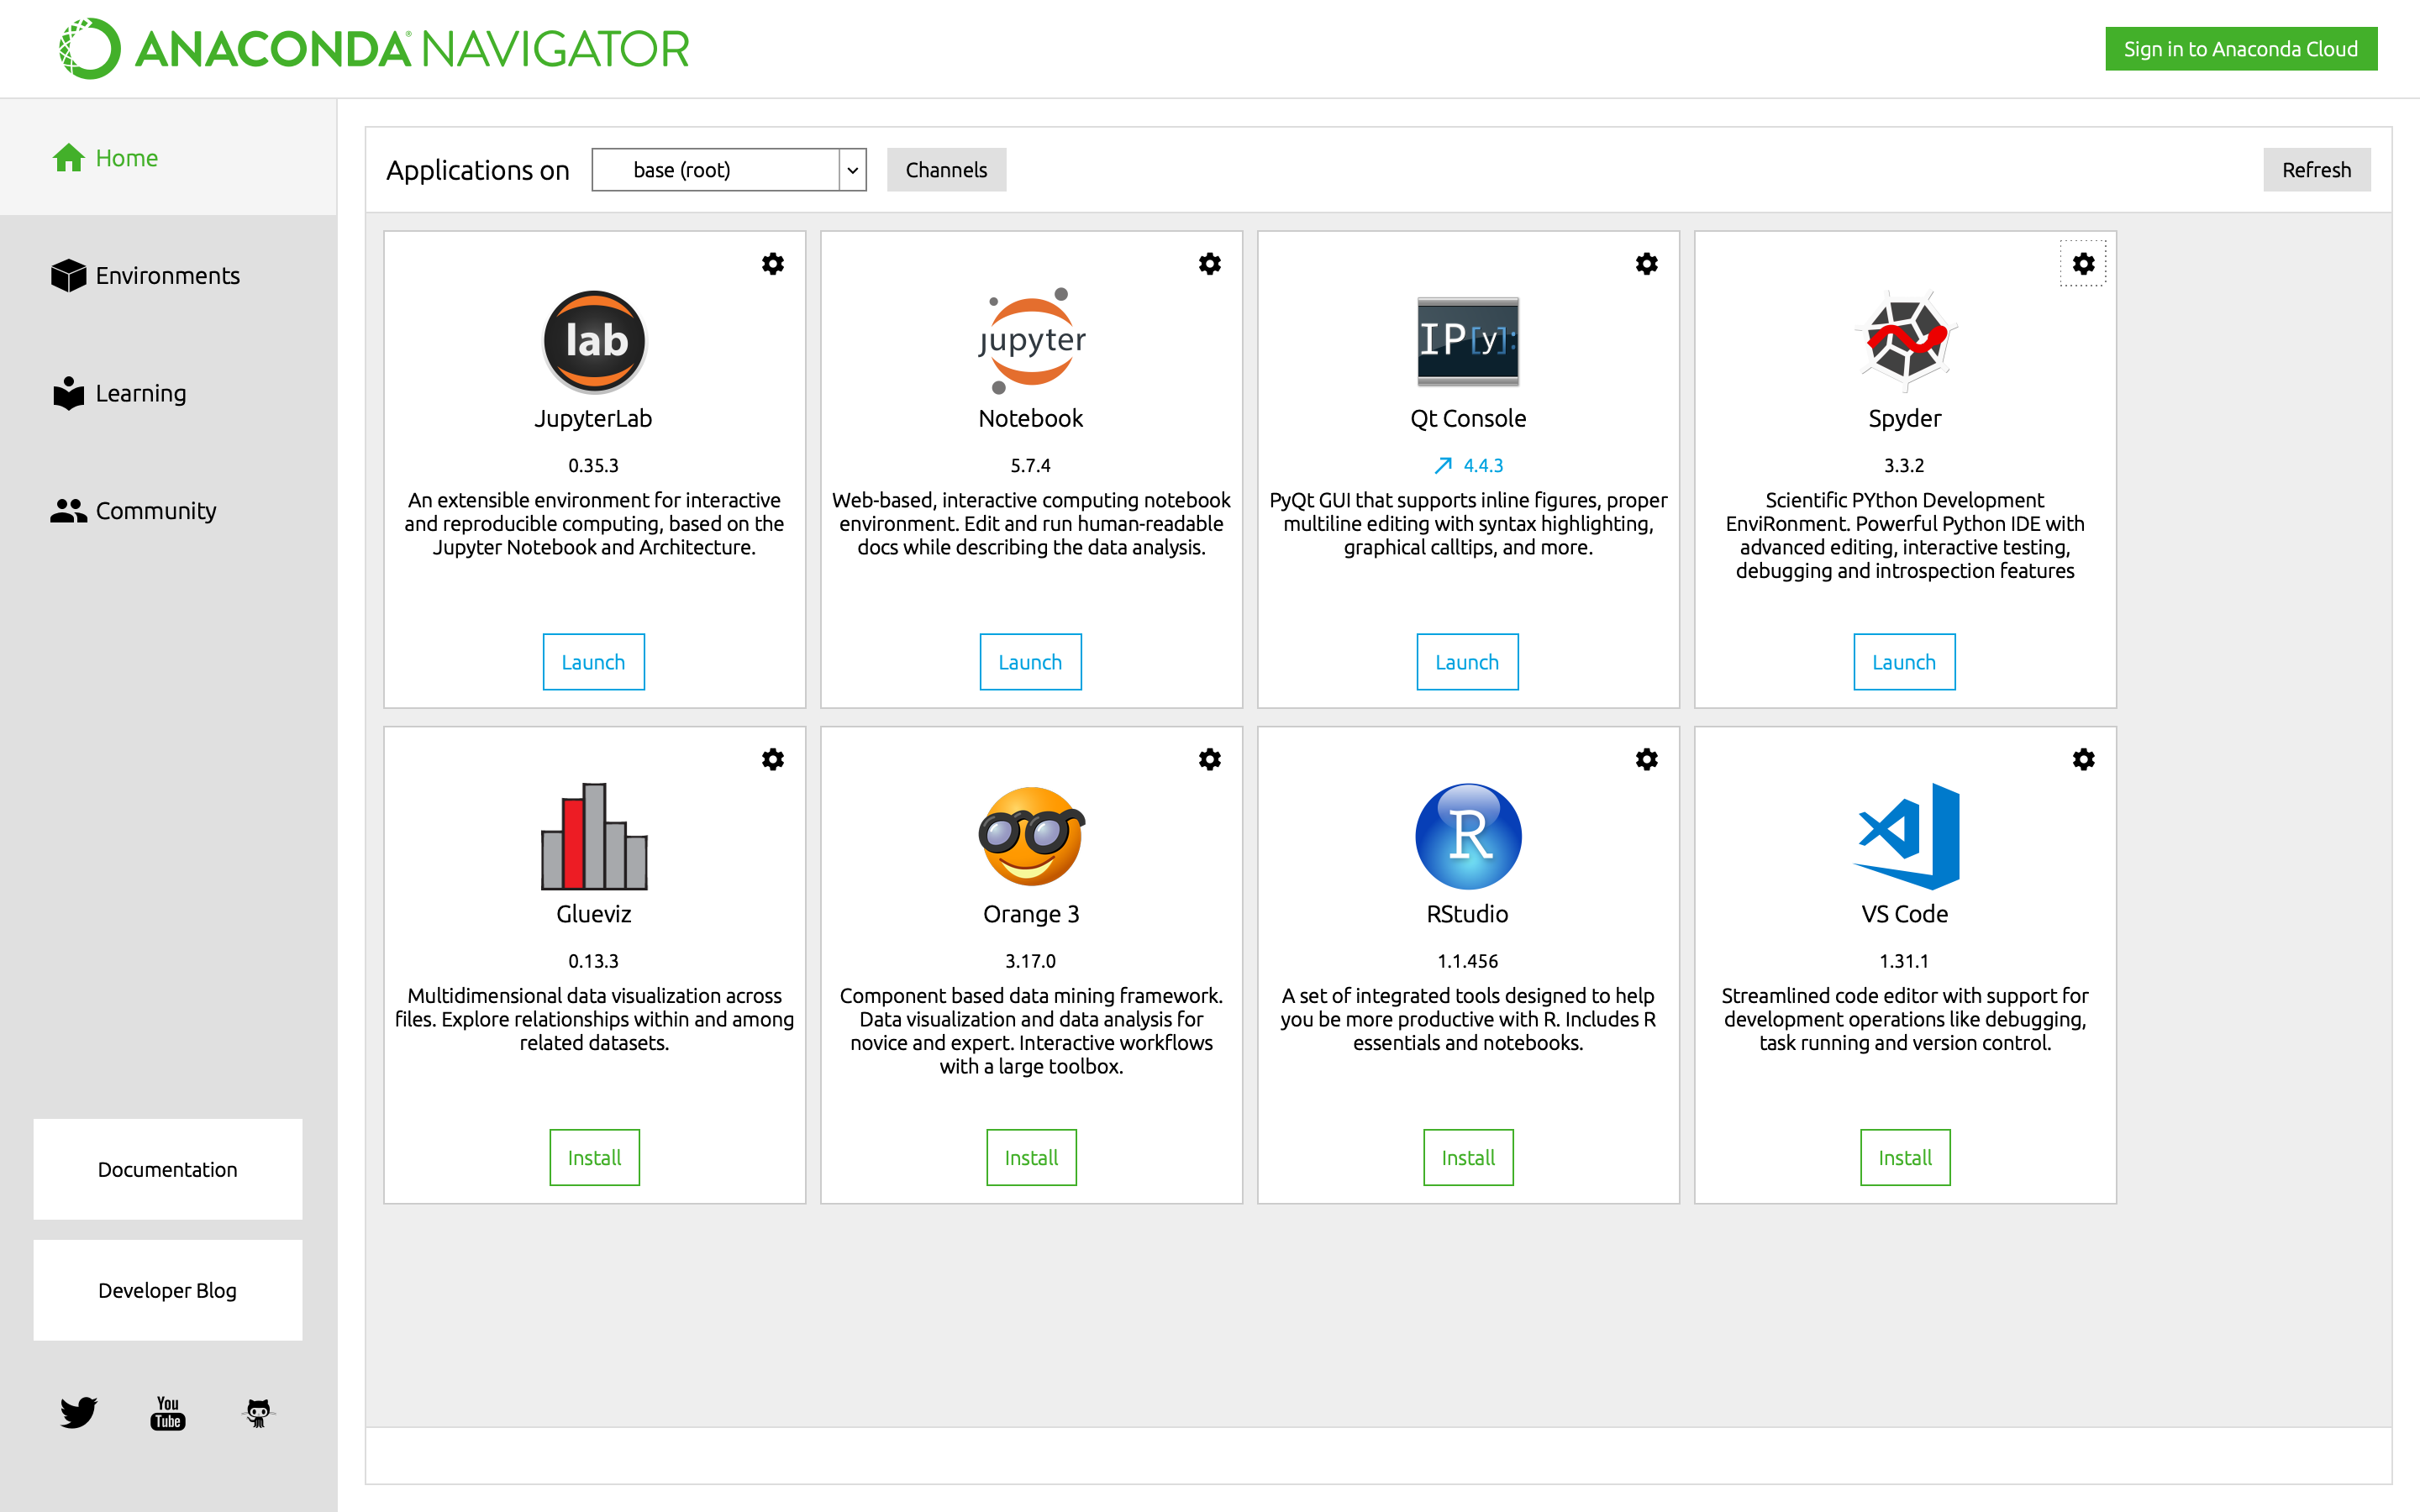 ANACONDA® NAVIGATOR
Sign in to Anaconda Cloud
Home
Environments
Learning
Community
Documentation
Developer Blog
You
Tube
Applications on
base (root)
Channels
Refresh
lab
JupyterLab
0.35.3
An extensible environment for interactive
and reproducible computing, based on the
Jupyter Notebook and Architecture.
Launch
jupyter
Notebook
5.7.4
Web-based, interactive computing notebook
environment. Edit and run human-readable
docs while describing the data analysis.
Launch
IP[y]:
Qt Console
4.4.3
PyQt GUI that supports inline figures, proper
multiline editing with syntax highlighting,
graphical calltips, and more.
Launch
Spyder
3.3.2
Scientific PYthon Development
EnviRonment. Powerful Python IDE with
advanced editing, interactive testing,
debugging and introspection features
Launch
Glueviz
0.13.3
Multidimensional data visualization across
files. Explore relationships within and among
related datasets.
Install
Orange 3
3.17.0
Component based data mining framework.
Data visualization and data analysis for
novice and expert. Interactive workflows
with a large toolbox.
Install
R
RStudio
1.1.456
A set of integrated tools designed to help
you be more productive with R. Includes R
essentials and notebooks.
Install
VS Code
1.31.1
Streamlined code editor with support for
development operations like debugging,
task running and version control.
Install